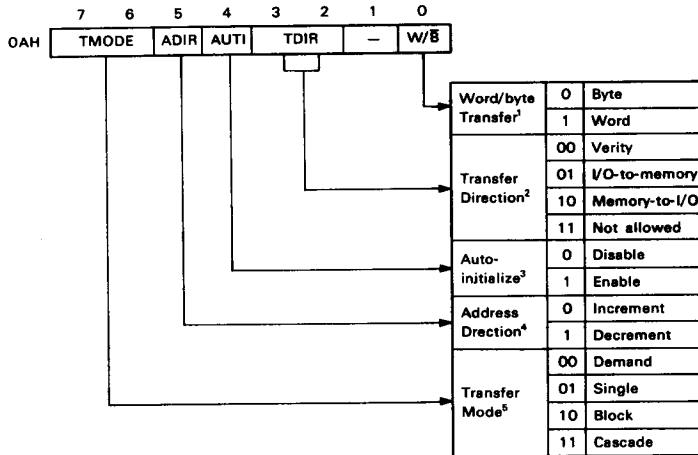 7 6 5 4 3 2 1 0
0AH TMODE ADIR AUTI TDIR — W/B̅
Word/byte Transfer¹
0 Byte
1 Word
Transfer Direction²
00 Verity
01 I/O-to-memory
10 Memory-to-I/O
11 Not allowed
Auto-
initialize³
0 Disable
1 Enable
Address
Drection⁴
0 Increment
1 Decrement
Transfer
Mode⁵
00 Demand
01 Single
10 Block
11 Cascade